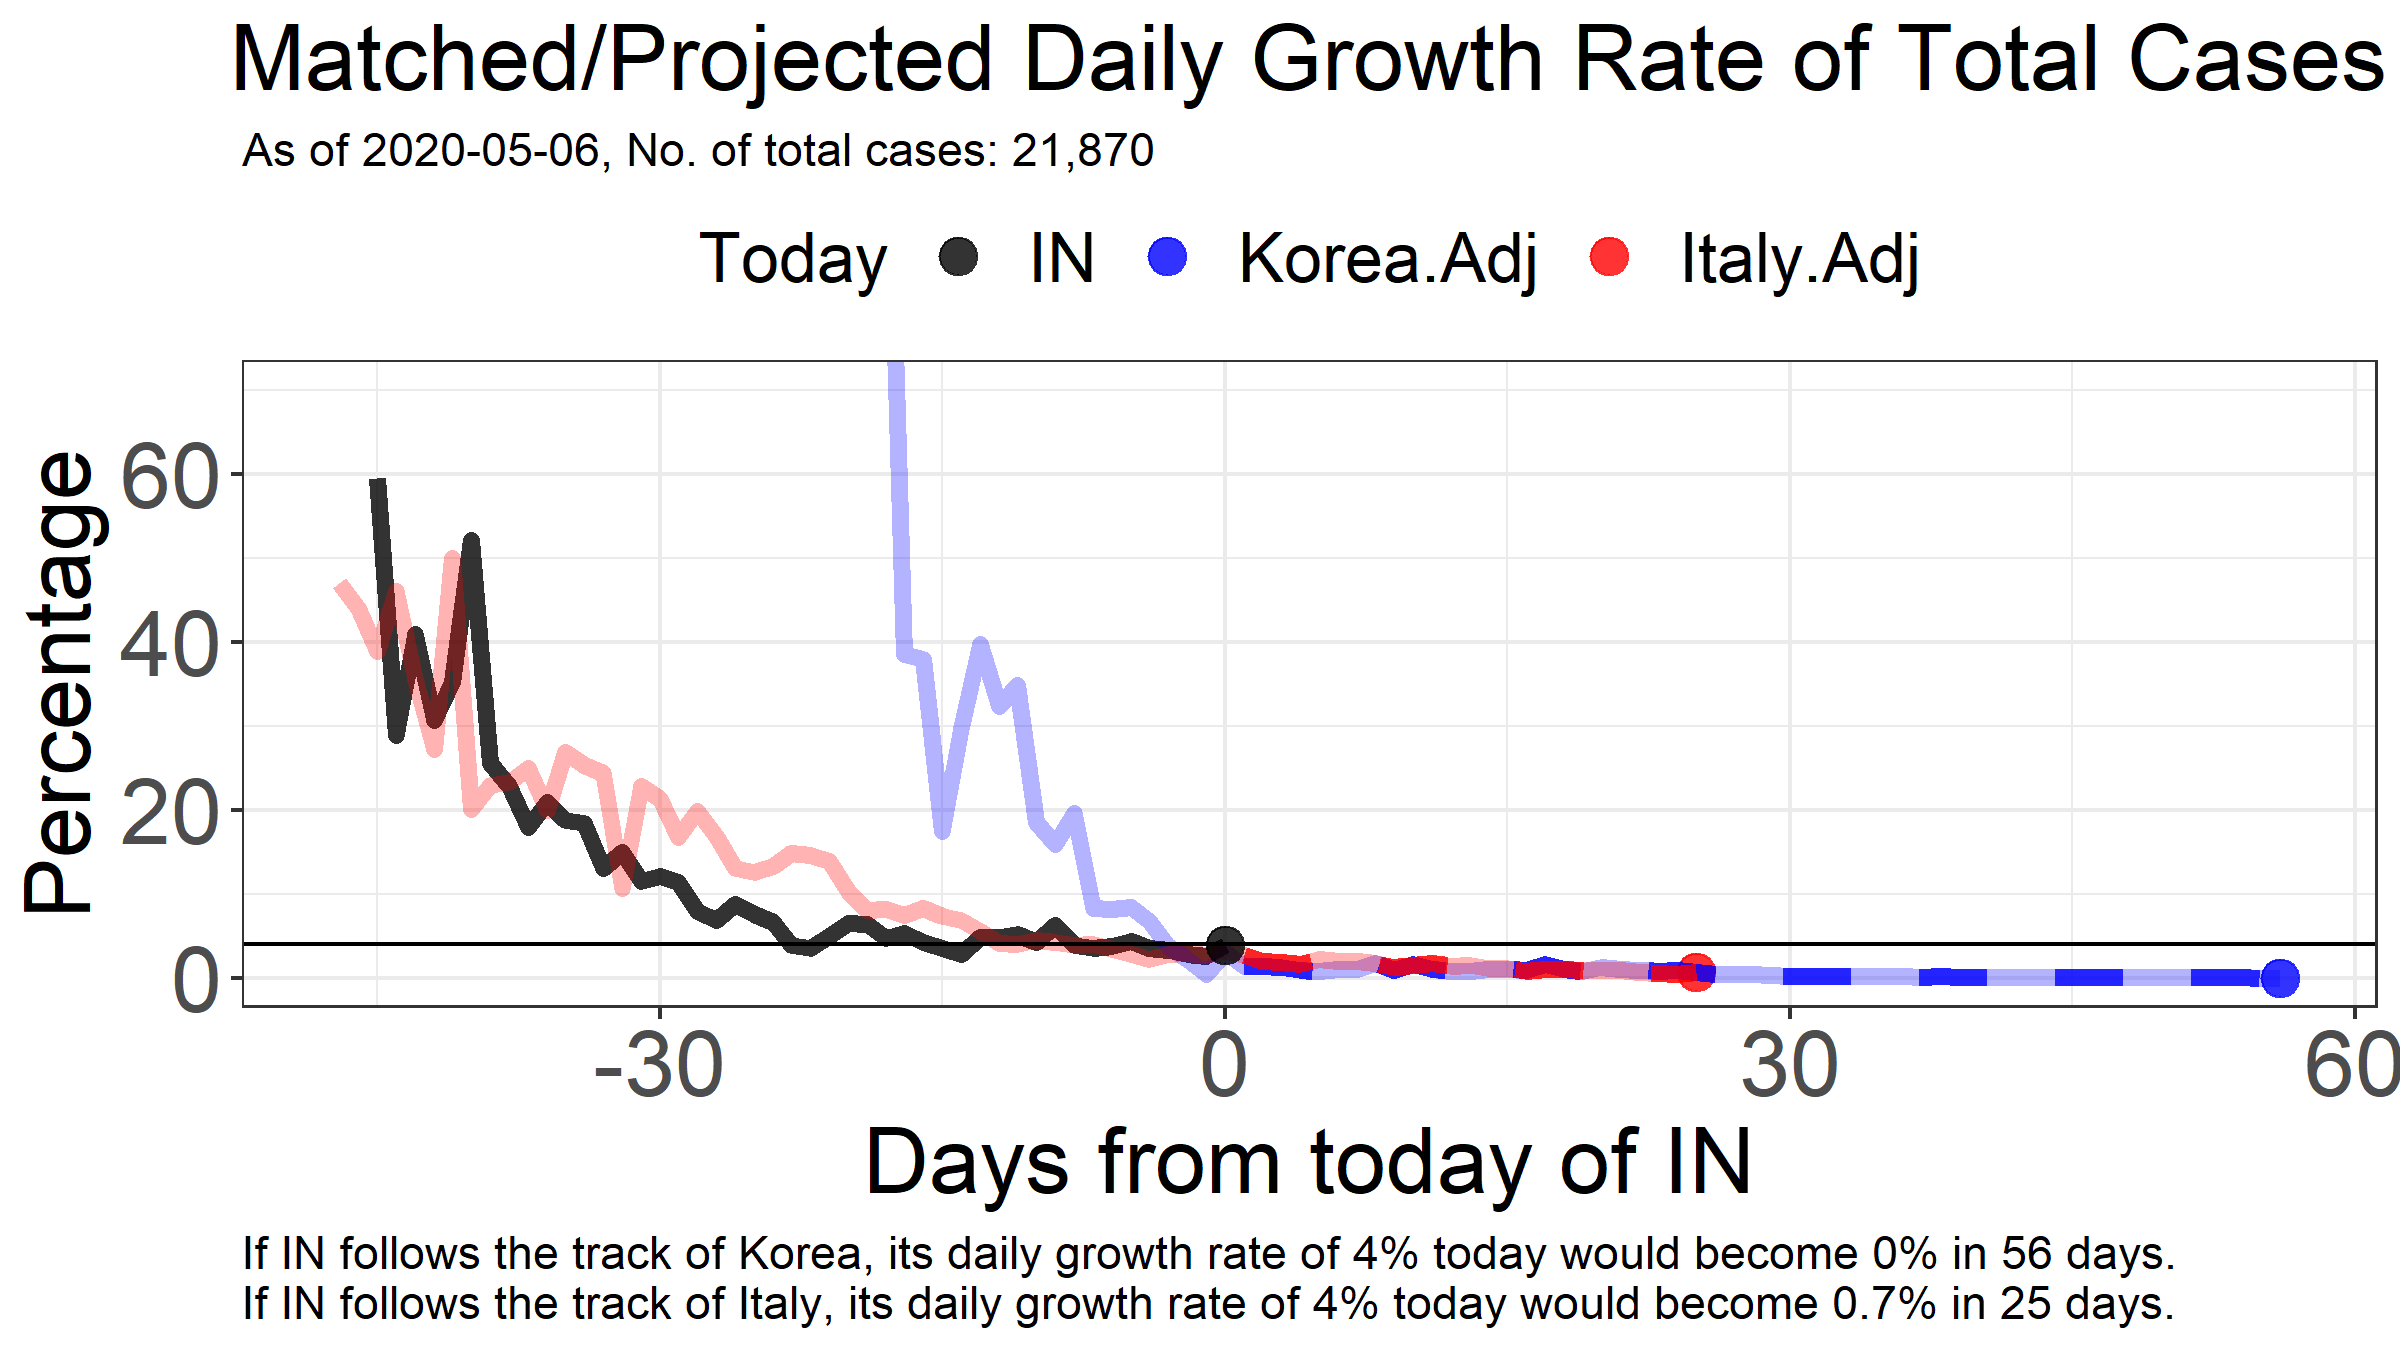 Matched/Projected Daily Growth Rate of Total Cases
As of 2020-05-06, No. of total cases: 21,870
Today IN Korea.Adj Italy.Adj
Percentage
60
40
20
0
-30 0 30 60
Days from today of IN
If IN follows the track of Korea, its daily growth rate of 4% today would become 0% in 56 days.
If IN follows the track of Italy, its daily growth rate of 4% today would become 0.7% in 25 days.